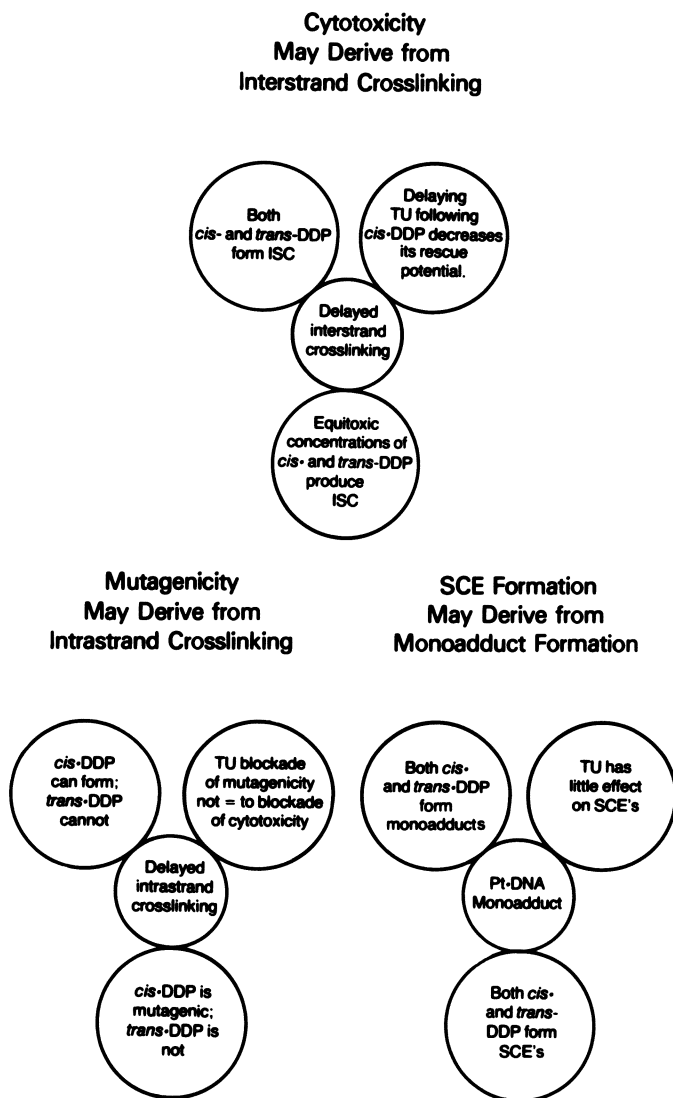 Cytotoxicity
May Derive from
Interstrand Crosslinking
Both
cis- and trans-DDP
form ISC
Delaying
TU following
cis·DDP decreases
its rescue
potential.
Delayed
interstrand
crosslinking
Equitoxic
concentrations of
cis· and trans-DDP
produce
ISC
Mutagenicity
May Derive from
Intrastrand Crosslinking
cis·DDP
can form;
trans·DDP
cannot
TU blockade
of mutagenicity
not = to blockade
of cytotoxicity
Delayed
intrastrand
crosslinking
cis·DDP is
mutagenic;
trans·DDP is
not
SCE Formation
May Derive from
Monoadduct Formation
Both cis·
and trans·DDP
form
monoadducts
TU has
little effect
on SCE's
Pt·DNA
Monoadduct
Both cis·
and trans-
DDP form
SCE's